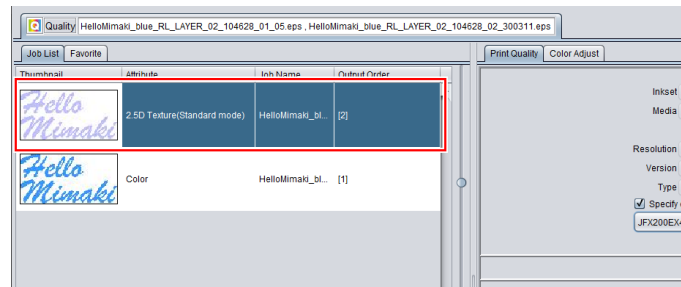 Quality HelloMimaki_blue_RL_LAYER_02_104628_01_05.eps , HelloMimaki_blue_RL_LAYER_02_104628_02_300311.eps
Job List Favorite Print Quality Color Adjust
Thumbnail Attribute Job Name Output Order
Hello Mimaki 2.5D Texture(Standard mode) HelloMimaki_bl... [2]
Hello Mimaki Color HelloMimaki_bl... [1]
Inkset
Media
Resolution
Version
Type
Specify
JFX200EX